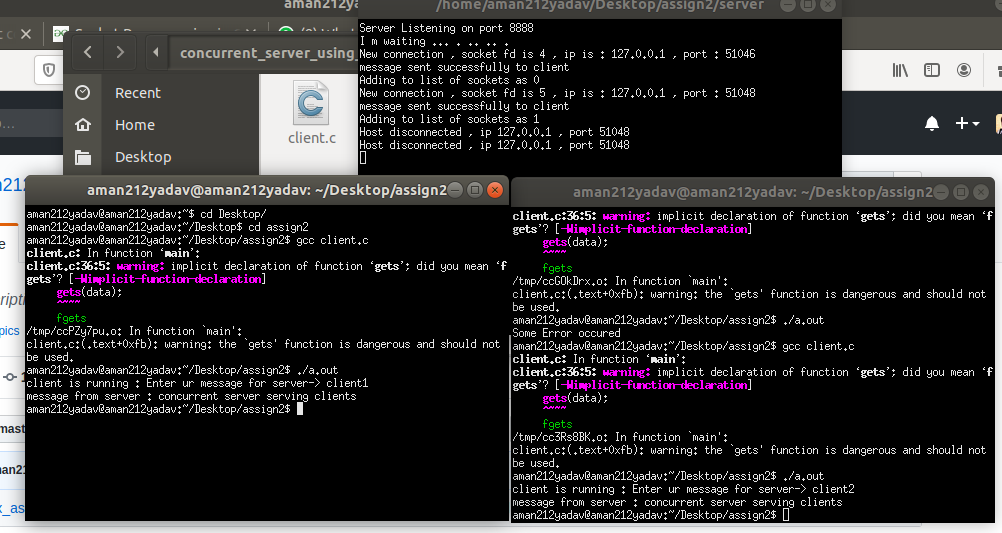 aman212yadav
/home/aman212yadav/Desktop/assign2/server
concurrent_server_using_
Recent
Home
Desktop
client.c
Server Listening on port 8888
I m waiting ... . .. .. .
New connection , socket fd is 4 , ip is : 127.0.0.1 , port : 51046
message sent successfully to client
Adding to list of sockets as 0
New connection , socket fd is 5 , ip is : 127.0.0.1 , port : 51048
message sent successfully to client
Adding to list of sockets as 1
Host disconnected , ip 127.0.0.1 , port 51048
Host disconnected , ip 127.0.0.1 , port 51048
aman212yadav@aman212yadav: ~/Desktop/assign2
aman212yadav@aman212yadav:~$ cd Desktop/
aman212yadav@aman212yadav:~/Desktop$ cd assign2
aman212yadav@aman212yadav:~/Desktop/assign2$ gcc client.c
client.c: In function ‘main’:
client.c:36:5: warning: implicit declaration of function ‘gets’; did you mean ‘f
gets’? [-Wimplicit-function-declaration]
gets(data);
^~~~
fgets
/tmp/ccPZy7pu.o: In function `main':
client.c:(.text+0xfb): warning: the `gets' function is dangerous and should not
be used.
aman212yadav@aman212yadav:~/Desktop/assign2$ ./a.out
client is running : Enter ur message for server-> client1
message from server : concurrent server serving clients
aman212yadav@aman212yadav:~/Desktop/assign2$
aman212yadav@aman212yadav: ~/Desktop/assign2
client.c:36:5: warning: implicit declaration of function ‘gets’; did you mean ‘f
gets’? [-Wimplicit-function-declaration]
gets(data);
^~~~
fgets
/tmp/ccGOkDrx.o: In function `main':
client.c:(.text+0xfb): warning: the `gets' function is dangerous and should not
be used.
aman212yadav@aman212yadav:~/Desktop/assign2$ ./a.out
Some Error occured
aman212yadav@aman212yadav:~/Desktop/assign2$ gcc client.c
client.c: In function ‘main’:
client.c:36:5: warning: implicit declaration of function ‘gets’; did you mean ‘f
gets’? [-Wimplicit-function-declaration]
gets(data);
^~~~
fgets
/tmp/cc3Rs8BK.o: In function `main':
client.c:(.text+0xfb): warning: the `gets' function is dangerous and should not
be used.
aman212yadav@aman212yadav:~/Desktop/assign2$ ./a.out
client is running : Enter ur message for server-> client2
message from server : concurrent server serving clients
aman212yadav@aman212yadav:~/Desktop/assign2$